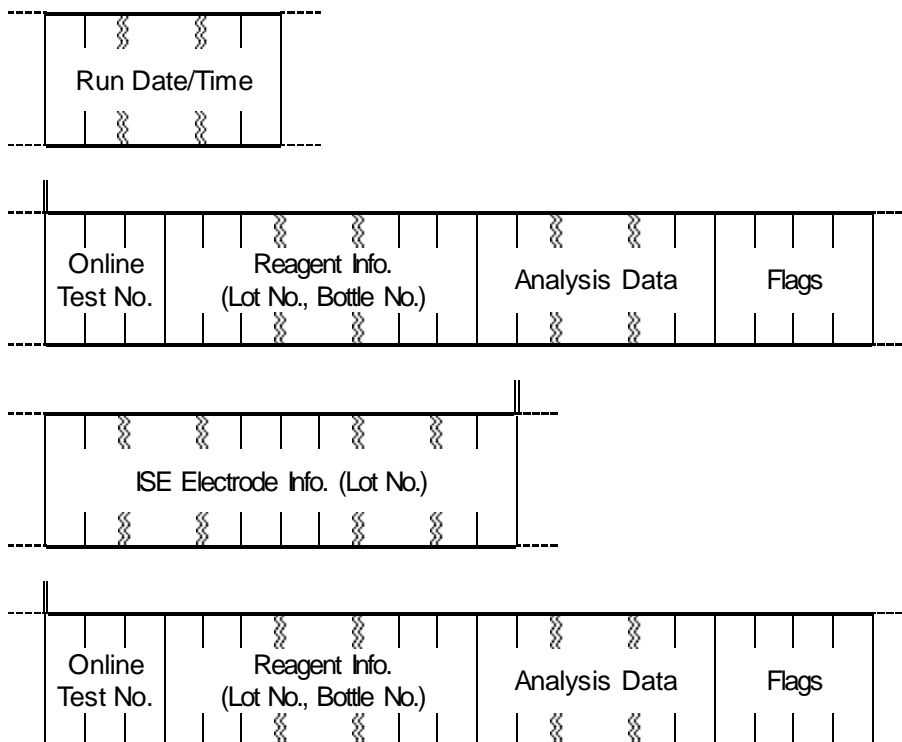 Run Date/Time
Online
Test No.
Reagent Info.
(Lot No., Bottle No.)
Analysis Data
Flags
ISE Electrode Info. (Lot No.)
Online
Test No.
Reagent Info.
(Lot No., Bottle No.)
Analysis Data
Flags